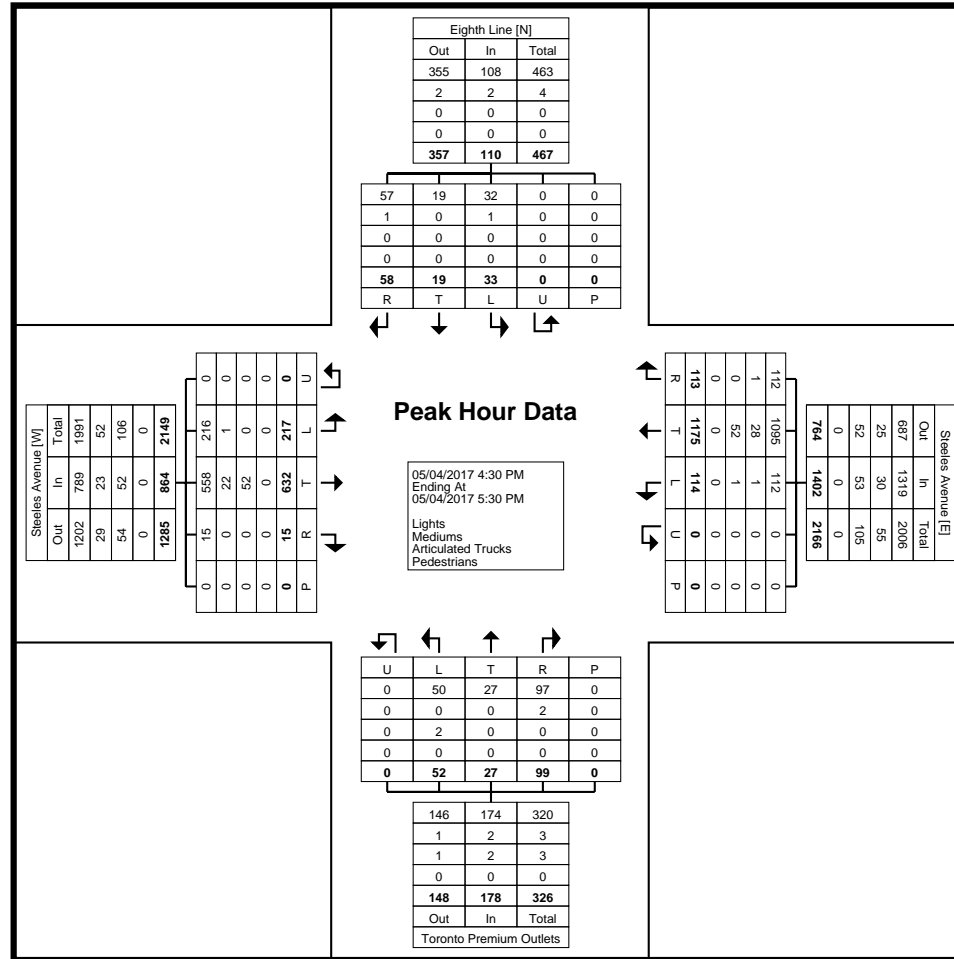 Eighth Line [N]
Out In Total
355 108 463
2 2 4
0 0 0
0 0 0
357 110 467
57 19 32 0 0
1 0 1 0 0
0 0 0 0 0
0 0 0 0 0
58 19 33 0 0
R T L U P
Steeles Avenue [W]
Total In Out
1991 789 1202
52 23 29
106 52 54
0 0 0
2149 864 1285
0 216 558 15 0
0 1 22 0 0
0 0 52 0 0
0 0 0 0 0
0 217 632 15 0
U L T R P
Peak Hour Data
05/04/2017 4:30 PM
Ending At
05/04/2017 5:30 PM
Lights
Mediums
Articulated Trucks
Pedestrians
R T L U P
113 1175 114 0 0
0 0 0 0 0
0 52 1 0 0
1 28 1 0 0
112 1095 112 0 0
764 1402 2166
0 0 0
52 53 105
25 30 55
687 1319 2006
Out In Total
Steeles Avenue [E]
U L T R P
0 50 27 97 0
0 0 0 2 0
0 2 0 0 0
0 0 0 0 0
0 52 27 99 0
146 174 320
1 2 3
1 2 3
0 0 0
148 178 326
Out In Total
Toronto Premium Outlets